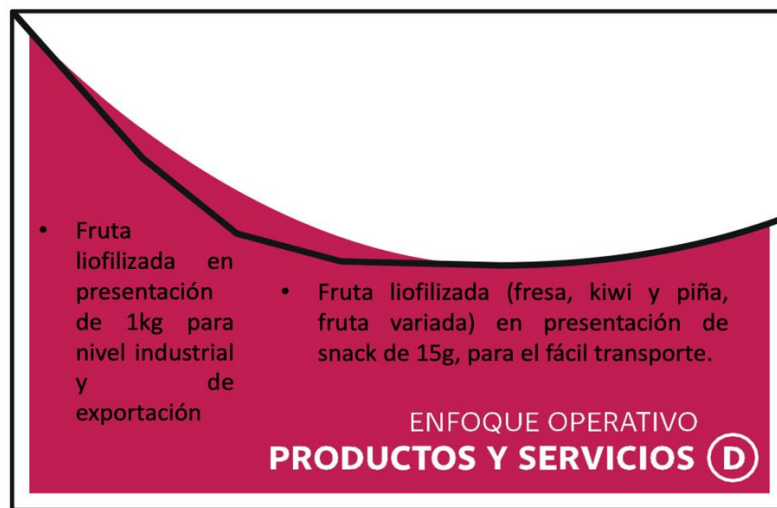 • Fruta
liofilizada en
presentación
de 1kg para
nivel industrial
y de
exportación
• Fruta liofilizada (fresa, kiwi y piña,
fruta variada) en presentación de
snack de 15g, para el fácil transporte.
ENFOQUE OPERATIVO
PRODUCTOS Y SERVICIOS D